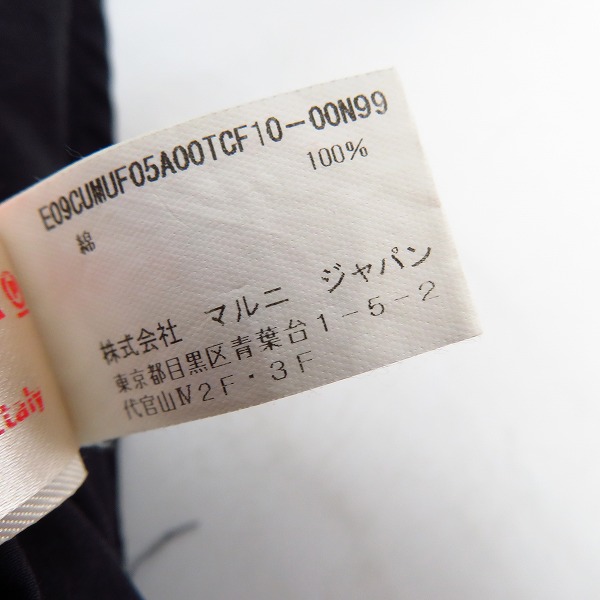 E09CUMUF05A00TCF10-00N99
綿 100%
株式会社 マルニ ジャパン
東京都目黒区青葉台1-5-2
代官山Ⅳ2F・3F
Italy